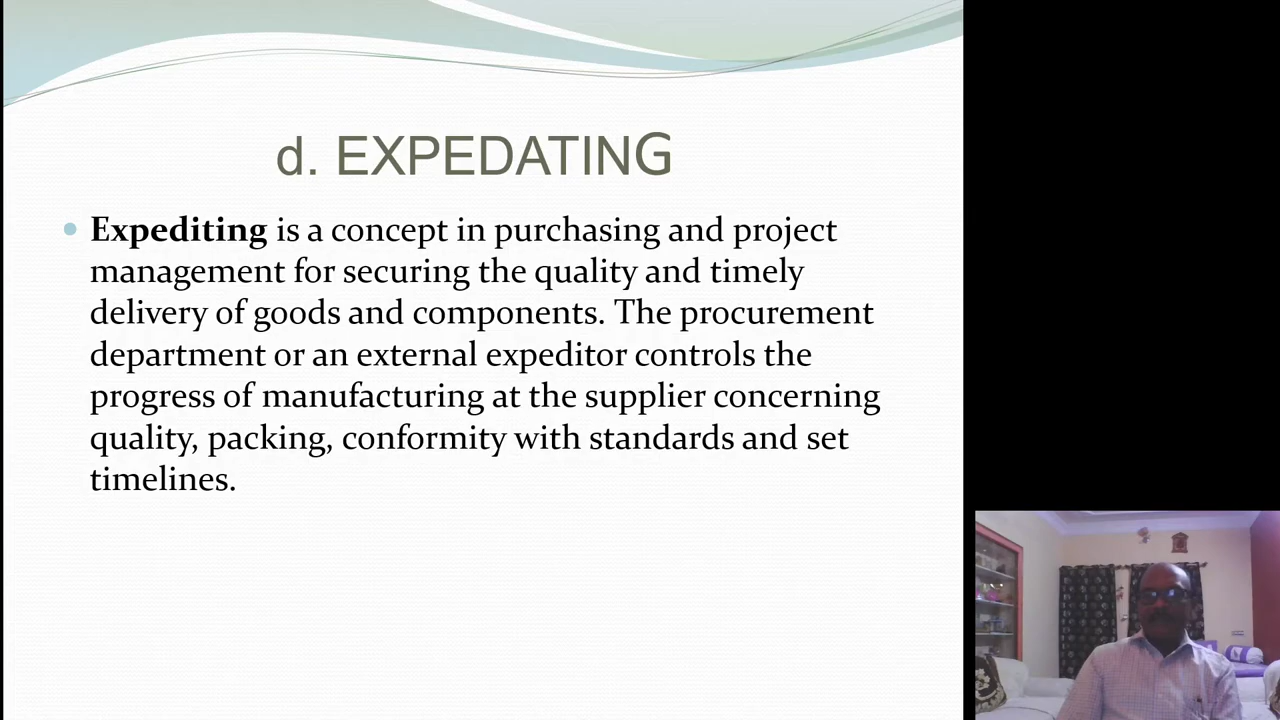 d. EXPEDATING
Expediting is a concept in purchasing and project
management for securing the quality and timely
delivery of goods and components. The procurement
department or an external expeditor controls the
progress of manufacturing at the supplier concerning
quality, packing, conformity with standards and set
timelines.